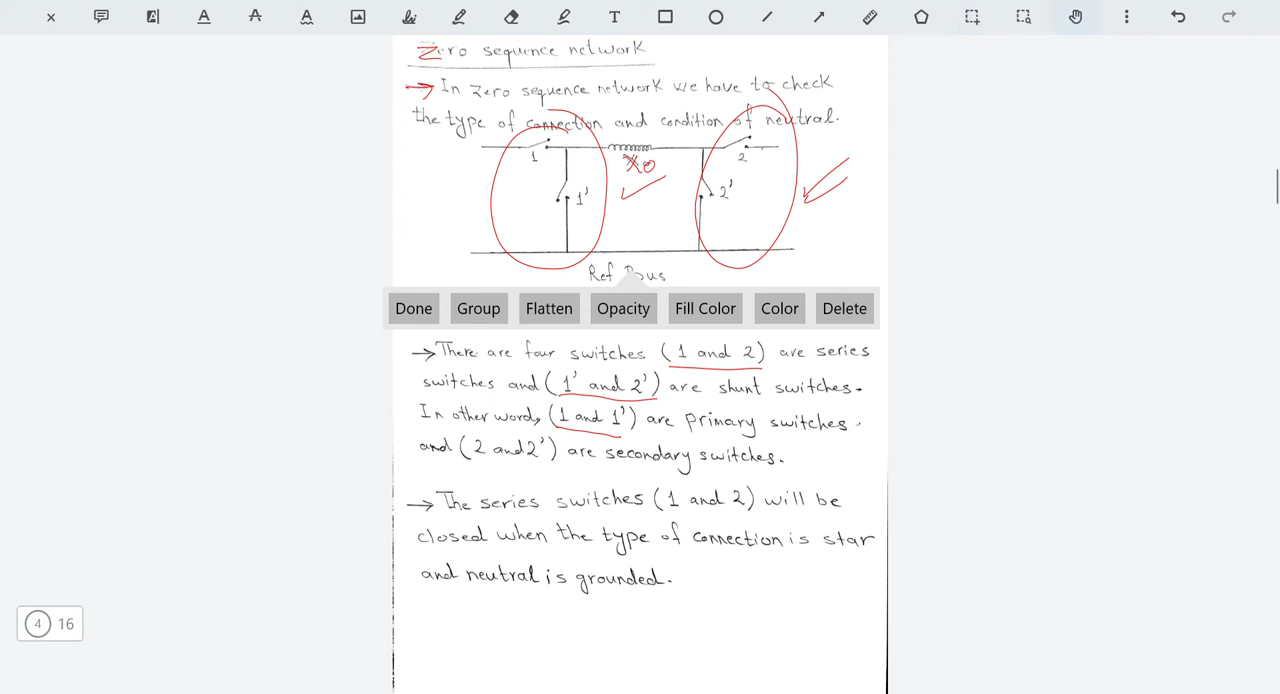 T
Zero sequence network
→ In zero sequence network we have to check
the type of connection and condition of neutral.
1
X0
2
1'
2'
Ref Bus
Done Group Flatten Opacity Fill Color Color Delete
→ There are four switches (1 and 2) are series
switches and (1' and 2') are shunt switches.
In other word, (1 and 1') are primary switches.
and (2 and 2') are secondary switches.
→ The series switches (1 and 2) will be
closed when the type of connection is star
and neutral is grounded.
4 16